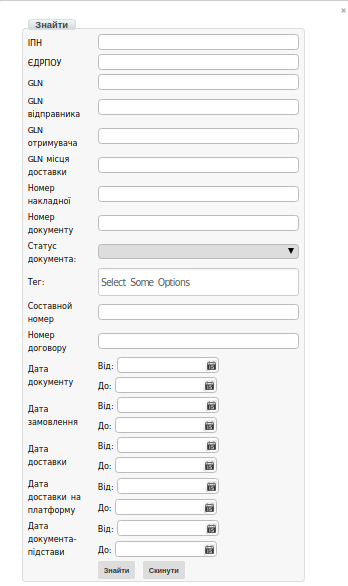 Знайти
ІПН
ЄДРПОУ
GLN
GLN
відправника
GLN
отримувача
GLN місця
доставки
Номер
накладної
Номер
документу
Статус
документа:
Тег:
Select Some Options
Составной
номер
Номер
договору
Дата
документу
Від:
До:
Дата
замовлення
Від:
До:
Дата
доставки
Від:
До:
Дата
доставки на
платформу
Від:
До:
Дата
документа-
підстави
Від:
До:
Знайти Скинути